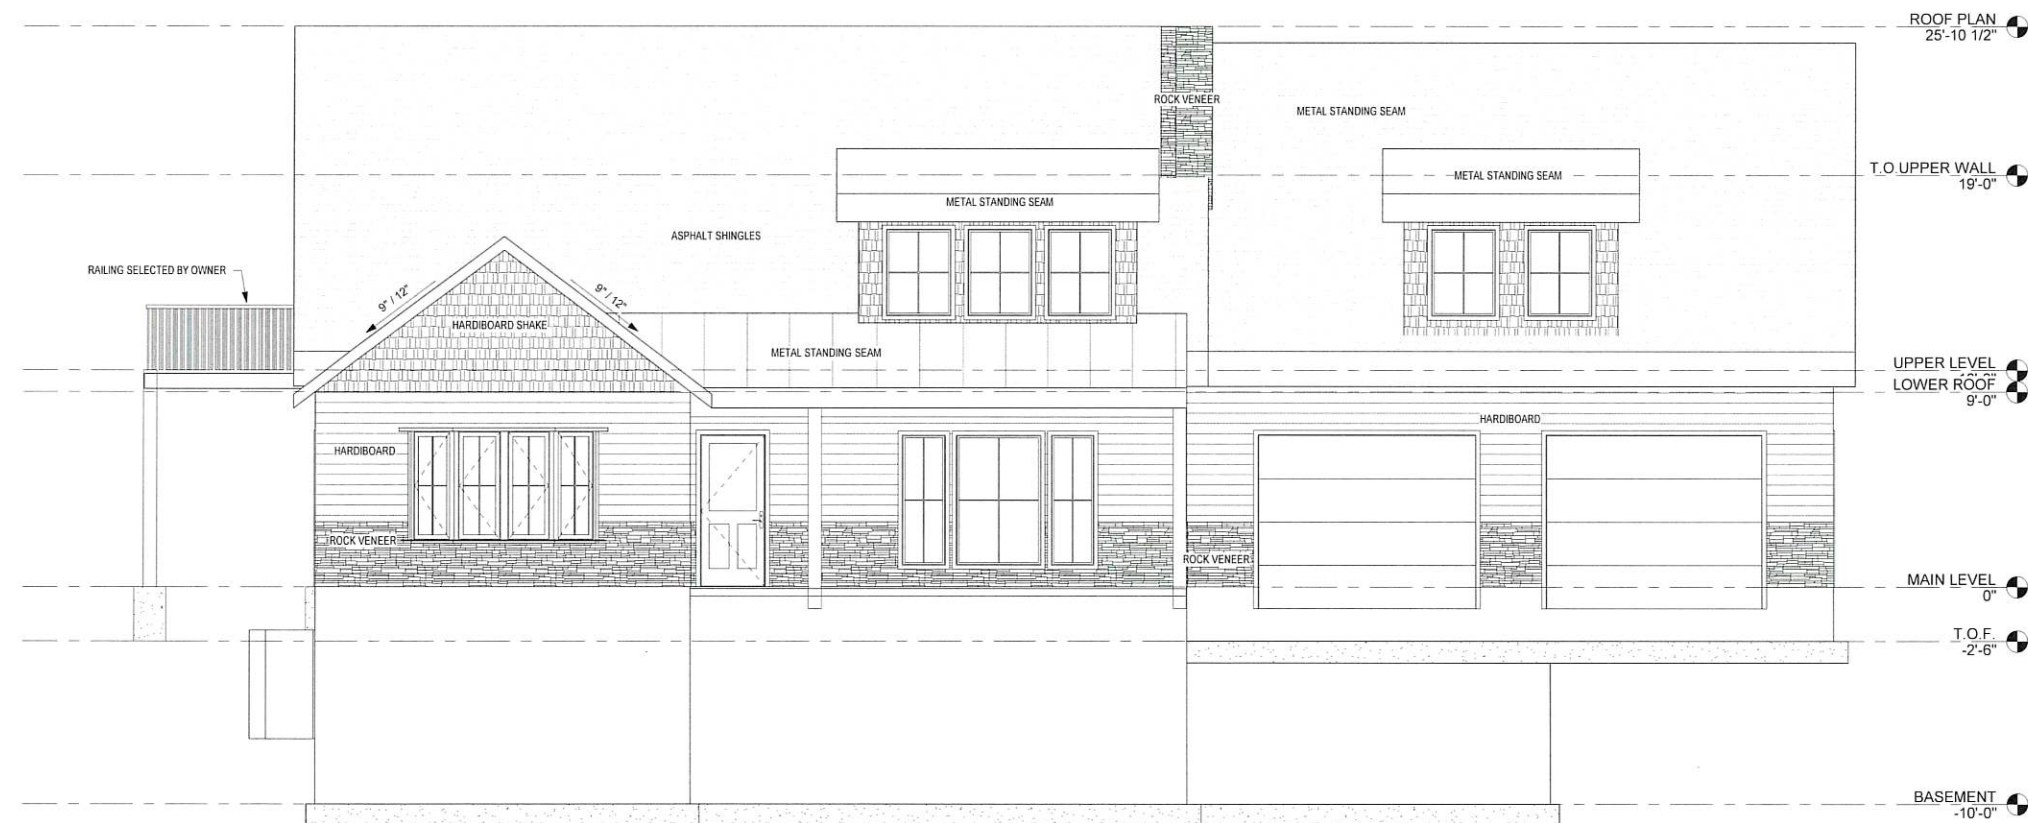 ROOF PLAN
25'-10 1/2"
ROCK VENEER
METAL STANDING SEAM
T.O.UPPER WALL
19'-0"
METAL STANDING SEAM
METAL STANDING SEAM
ASPHALT SHINGLES
RAILING SELECTED BY OWNER
9" / 12"
9" / 12"
HARDIBOARD SHAKE
METAL STANDING SEAM
UPPER LEVEL
LOWER ROOF
9'-0"
HARDIBOARD
HARDIBOARD
ROCK VENEER
ROCK VENEER
MAIN LEVEL
0"
T.O.F.
-2'-6"
BASEMENT
-10'-0"